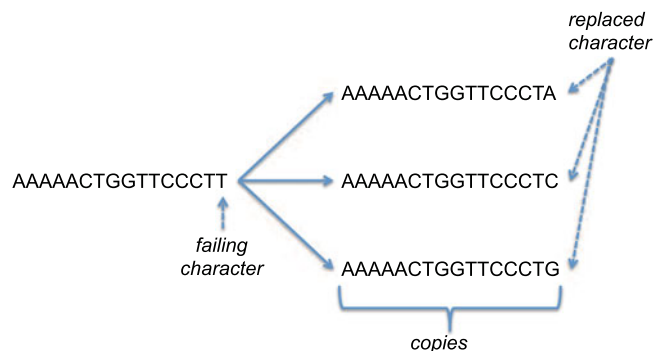 replaced
character
AAAAACTGGTTCCCTA
AAAAACTGGTTCCCTT
AAAAACTGGTTCCCTC
failing
character
AAAAACTGGTTCCCTG
copies